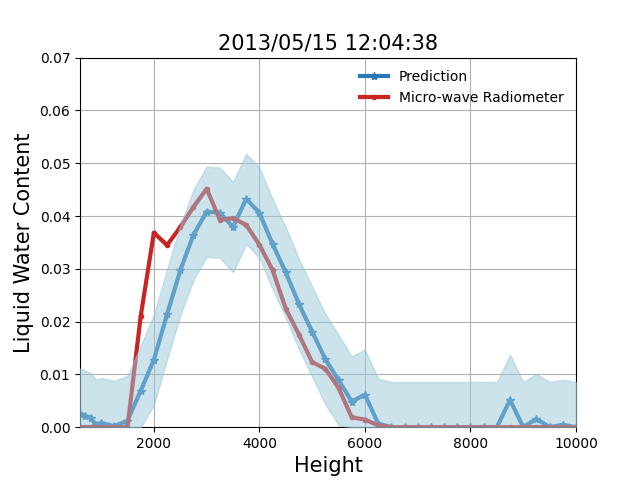 2013/05/15 12:04:38
Prediction
Micro-wave Radiometer
Liquid Water Content
0.07
0.06
0.05
0.04
0.03
0.02
0.01
0.00
2000 4000 6000 8000 10000
Height